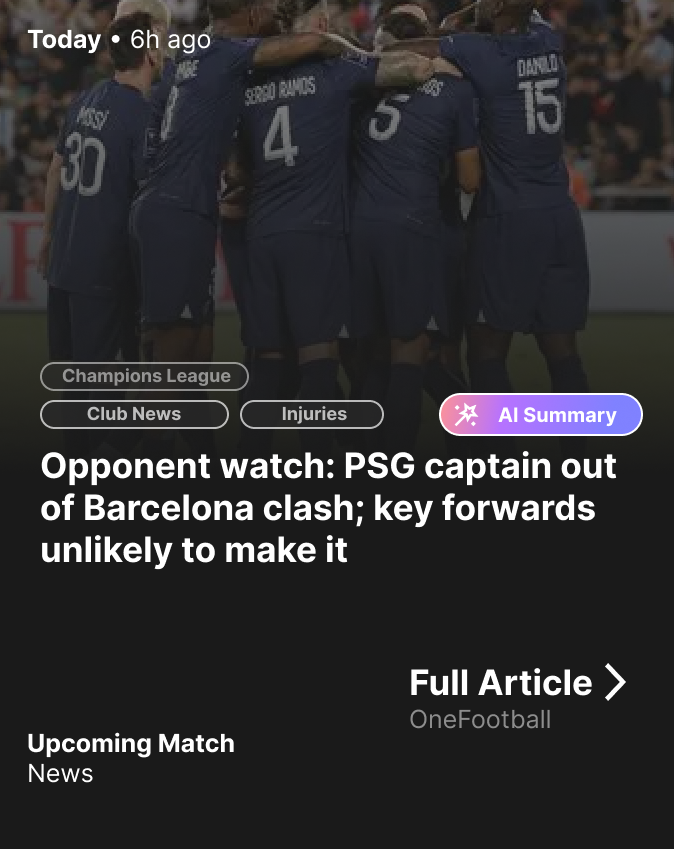 Today • 6h ago
MESSI
30
SERGIO RAMOS
4
5
DANILO
15
Champions League
Club News
Injuries
AI Summary
Opponent watch: PSG captain out
of Barcelona clash; key forwards
unlikely to make it
Full Article
OneFootball
Upcoming Match
News